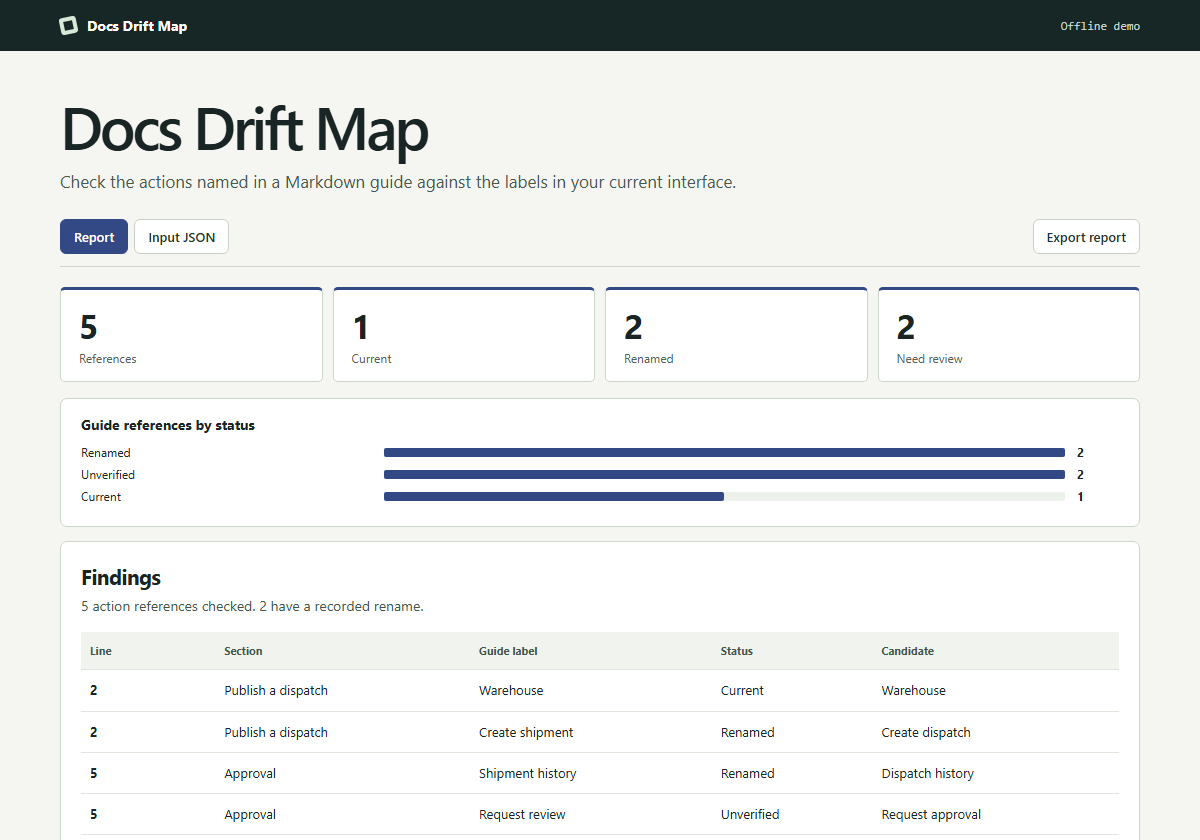 Docs Drift Map
Offline demo
Docs Drift Map
Check the actions named in a Markdown guide against the labels in your current interface.
Report
Input JSON
Export report
5
References
1
Current
2
Renamed
2
Need review
Guide references by status
Renamed 2
Unverified 2
Current 1
Findings
5 action references checked. 2 have a recorded rename.
Line Section Guide label Status Candidate
2 Publish a dispatch Warehouse Current Warehouse
2 Publish a dispatch Create shipment Renamed Create dispatch
5 Approval Shipment history Renamed Dispatch history
5 Approval Request review Unverified Request approval